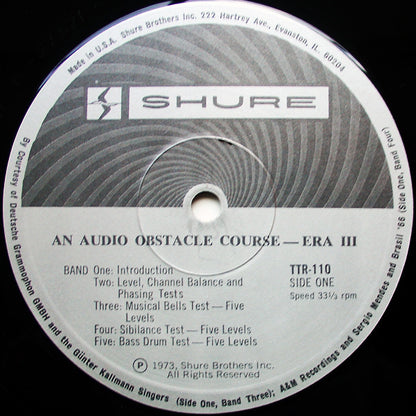 Made in U.S.A. Shure Brothers Inc. 222 Hartrey Ave., Evanston, IL. 60204
SHURE
AN AUDIO OBSTACLE COURSE — ERA III
BAND One: Introduction
Two: Level, Channel Balance and
Phasing Tests
Three: Musical Bells Test — Five
Levels
Four: Sibilance Test — Five Levels
Five: Bass Drum Test — Five Levels
TTR-110
SIDE ONE
Speed 33⅓ rpm
Ⓟ 1973, Shure Brothers Inc.
All Rights Reserved
By Courtesy of Deutsche Grammophon GMBH and the Günter Kallmann Singers (Side One, Band Three); A&M Recordings and Sergio Mendes and Brasil '66 (Side One, Band Four)